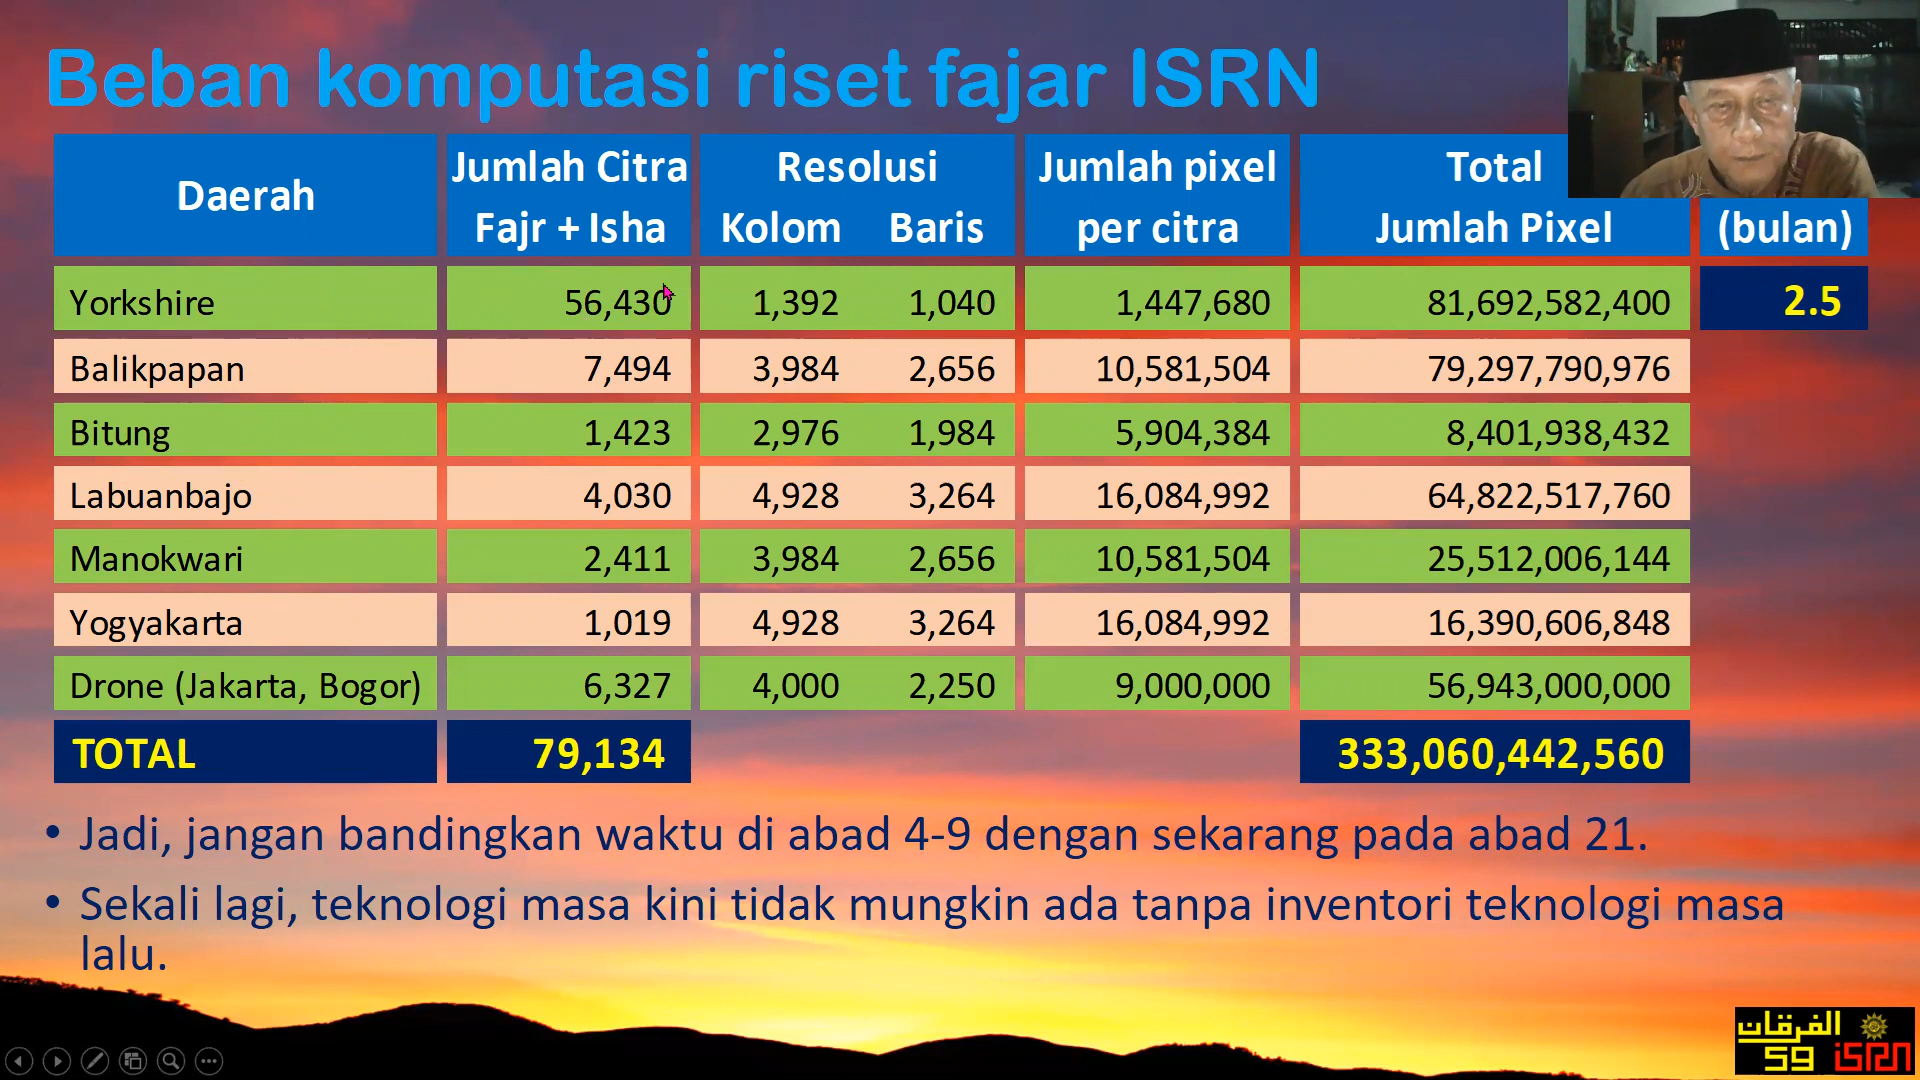 Beban komputasi riset fajar ISRN
Daerah Jumlah Citra Fajr + Isha Resolusi Kolom Baris Jumlah pixel per citra Total Jumlah Pixel (bulan)
Yorkshire 56,430 1,392 1,040 1,447,680 81,692,582,400 2.5
Balikpapan 7,494 3,984 2,656 10,581,504 79,297,790,976
Bitung 1,423 2,976 1,984 5,904,384 8,401,938,432
Labuanbajo 4,030 4,928 3,264 16,084,992 64,822,517,760
Manokwari 2,411 3,984 2,656 10,581,504 25,512,006,144
Yogyakarta 1,019 4,928 3,264 16,084,992 16,390,606,848
Drone (Jakarta, Bogor) 6,327 4,000 2,250 9,000,000 56,943,000,000
TOTAL 79,134 333,060,442,560
• Jadi, jangan bandingkan waktu di abad 4-9 dengan sekarang pada abad 21.
• Sekali lagi, teknologi masa kini tidak mungkin ada tanpa inventori teknologi masa
lalu.
الفرقان
59 ISRN